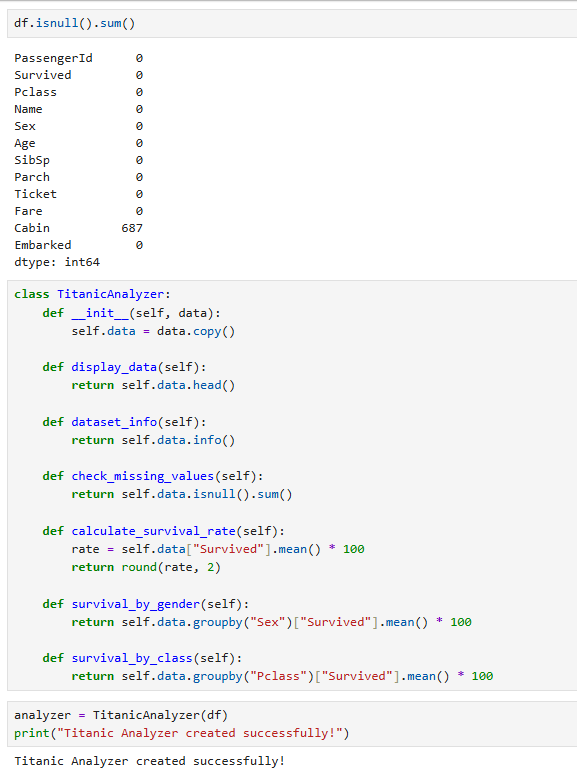 df.isnull().sum()
PassengerId      0
Survived         0
Pclass           0
Name             0
Sex              0
Age              0
SibSp            0
Parch            0
Ticket           0
Fare             0
Cabin          687
Embarked         0
dtype: int64
class TitanicAnalyzer:
    def __init__(self, data):
        self.data = data.copy()

    def display_data(self):
        return self.data.head()

    def dataset_info(self):
        return self.data.info()

    def check_missing_values(self):
        return self.data.isnull().sum()

    def calculate_survival_rate(self):
        rate = self.data["Survived"].mean() * 100
        return round(rate, 2)

    def survival_by_gender(self):
        return self.data.groupby("Sex")["Survived"].mean() * 100

    def survival_by_class(self):
        return self.data.groupby("Pclass")["Survived"].mean() * 100
analyzer = TitanicAnalyzer(df)
print("Titanic Analyzer created successfully!")
Titanic Analyzer created successfully!